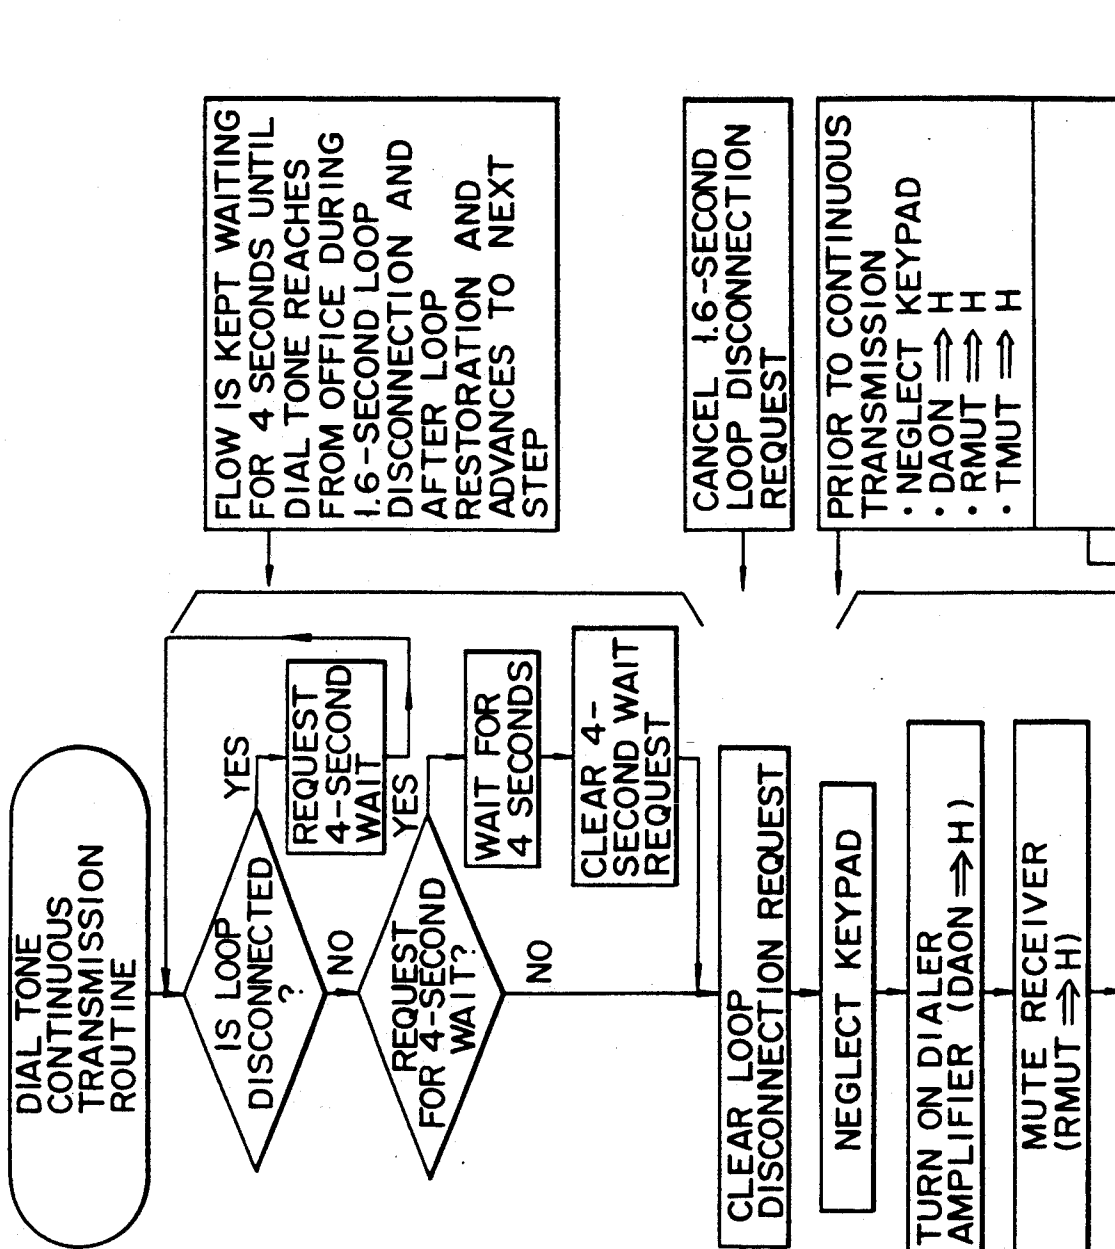 DIAL TONE
CONTINUOUS
TRANSMISSION
ROUTINE
IS LOOP
DISCONNECTED
?
YES
NO
REQUEST
4-SECOND
WAIT
REQUEST
FOR 4-SECOND
WAIT?
YES
NO
WAIT FOR
4 SECONDS
CLEAR 4-
SECOND WAIT
REQUEST
CLEAR LOOP
DISCONNECTION REQUEST
NEGLECT KEYPAD
TURN ON DIALER
AMPLIFIER (DAON ⇒ H)
MUTE RECEIVER
(RMUT ⇒ H)
FLOW IS KEPT WAITING
FOR 4 SECONDS UNTIL
DIAL TONE REACHES
FROM OFFICE DURING
1.6-SECOND LOOP
DISCONNECTION AND
AFTER LOOP
RESTORATION AND
ADVANCES TO NEXT
STEP
CANCEL 1.6-SECOND
LOOP DISCONNECTION
REQUEST
PRIOR TO CONTINUOUS
TRANSMISSION
· NEGLECT KEYPAD
· DAON ⇒ H
· RMUT ⇒ H
· TMUT ⇒ H